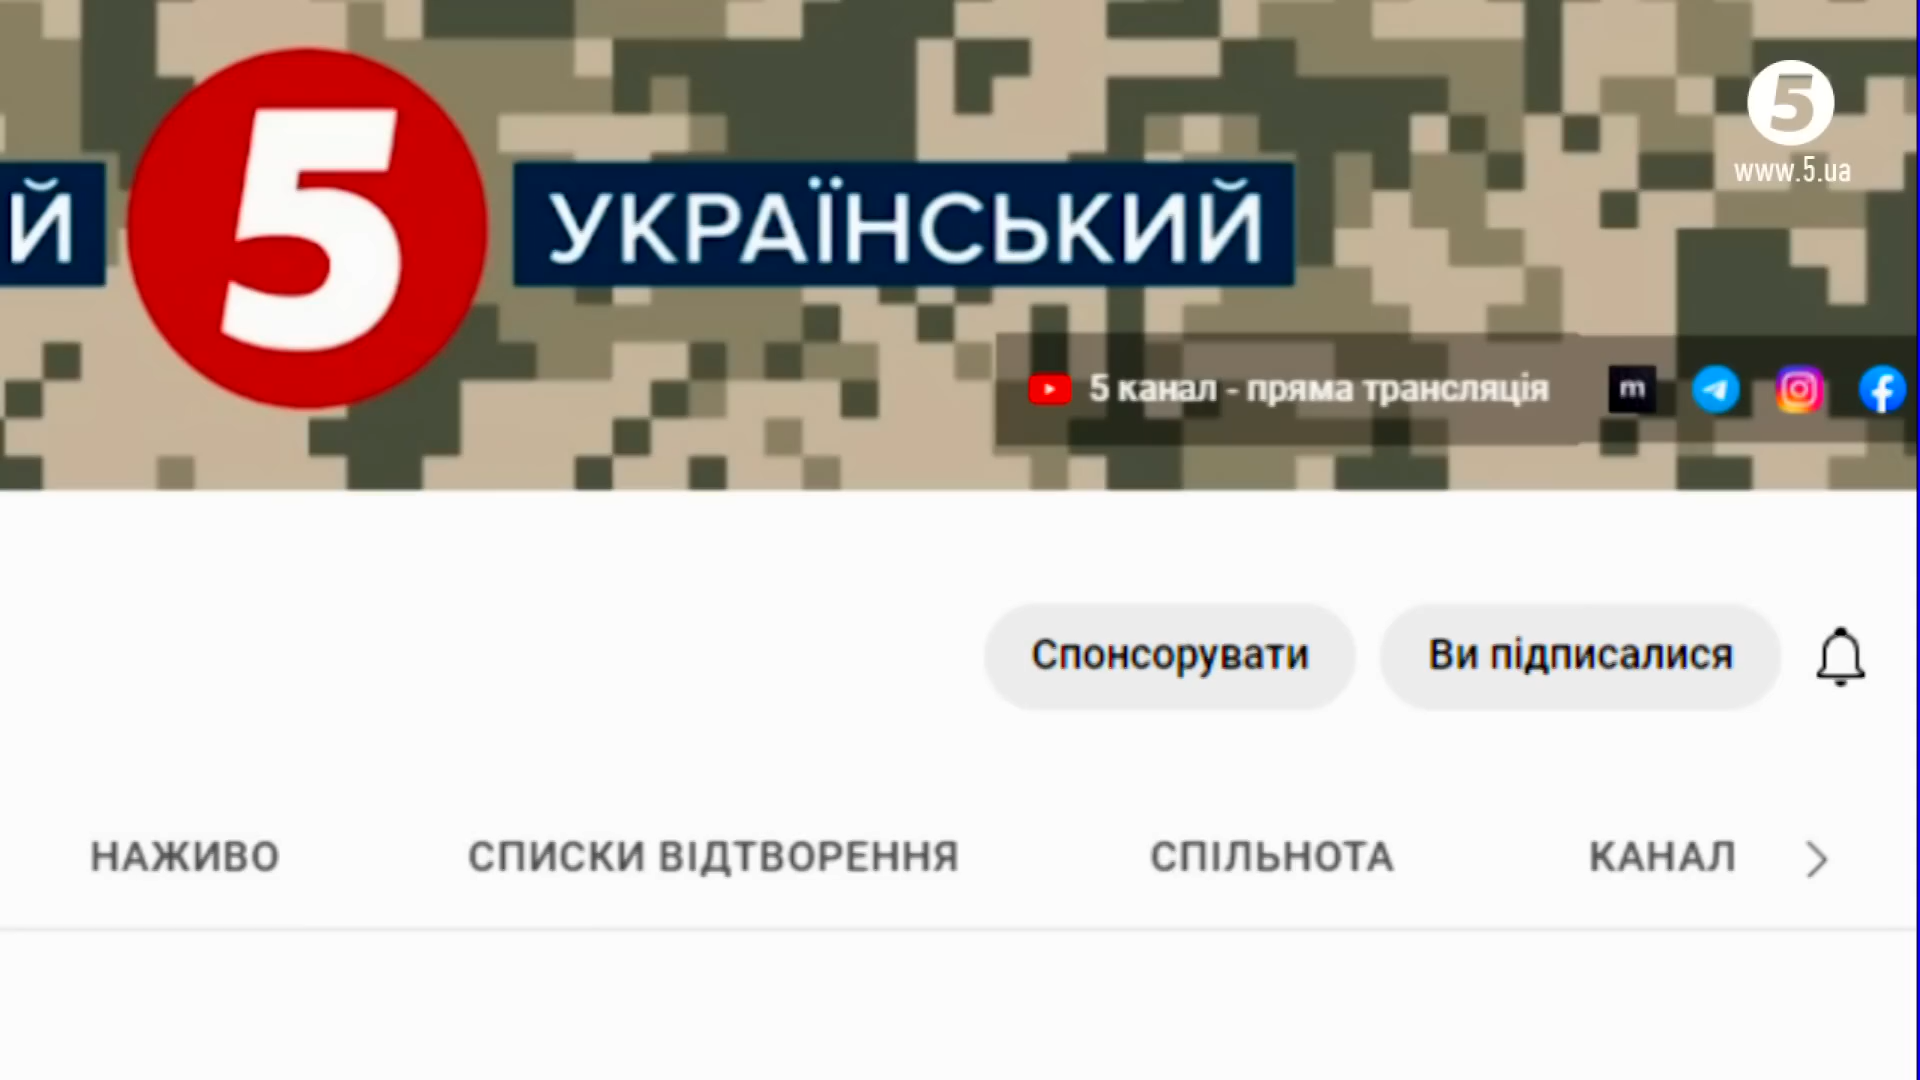 Й
5
УКРАЇНСЬКИЙ
5
www.5.ua
5 канал - пряма трансляція
m
Спонсорувати
Ви підписалися
НАЖИВО
СПИСКИ ВІДТВОРЕННЯ
СПІЛЬНОТА
КАНАЛ